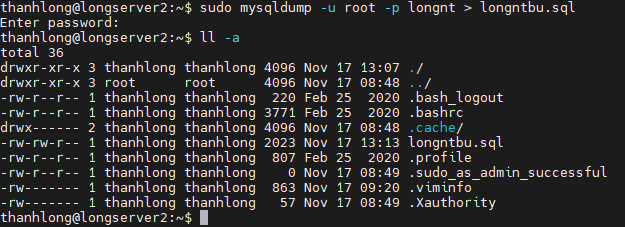 thanhlong@longserver2:~$ sudo mysqldump -u root -p longnt > longntbu.sql
Enter password:
thanhlong@longserver2:~$ ll -a
total 36
drwxr-xr-x 3 thanhlong thanhlong 4096 Nov 17 13:07 ./
drwxr-xr-x 3 root      root      4096 Nov 17 08:48 ../
-rw-r--r-- 1 thanhlong thanhlong  220 Feb 25  2020 .bash_logout
-rw-r--r-- 1 thanhlong thanhlong 3771 Feb 25  2020 .bashrc
drwx------ 2 thanhlong thanhlong 4096 Nov 17 08:48 .cache/
-rw-rw-r-- 1 thanhlong thanhlong 2023 Nov 17 13:13 longntbu.sql
-rw-r--r-- 1 thanhlong thanhlong  807 Feb 25  2020 .profile
-rw-r--r-- 1 thanhlong thanhlong    0 Nov 17 08:49 .sudo_as_admin_successful
-rw------- 1 thanhlong thanhlong  863 Nov 17 09:20 .viminfo
-rw------- 1 thanhlong thanhlong   57 Nov 17 08:49 .Xauthority
thanhlong@longserver2:~$